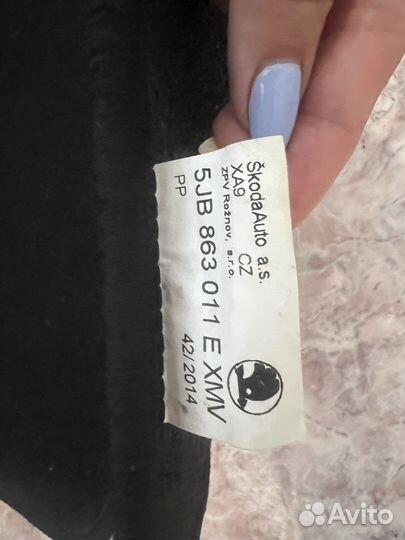 ŠkodaAuto a.s.
XA9 CZ
ZPV Rožnov, s.r.o.
5JB 863 011 E XMV
PP 42/2014
Avito